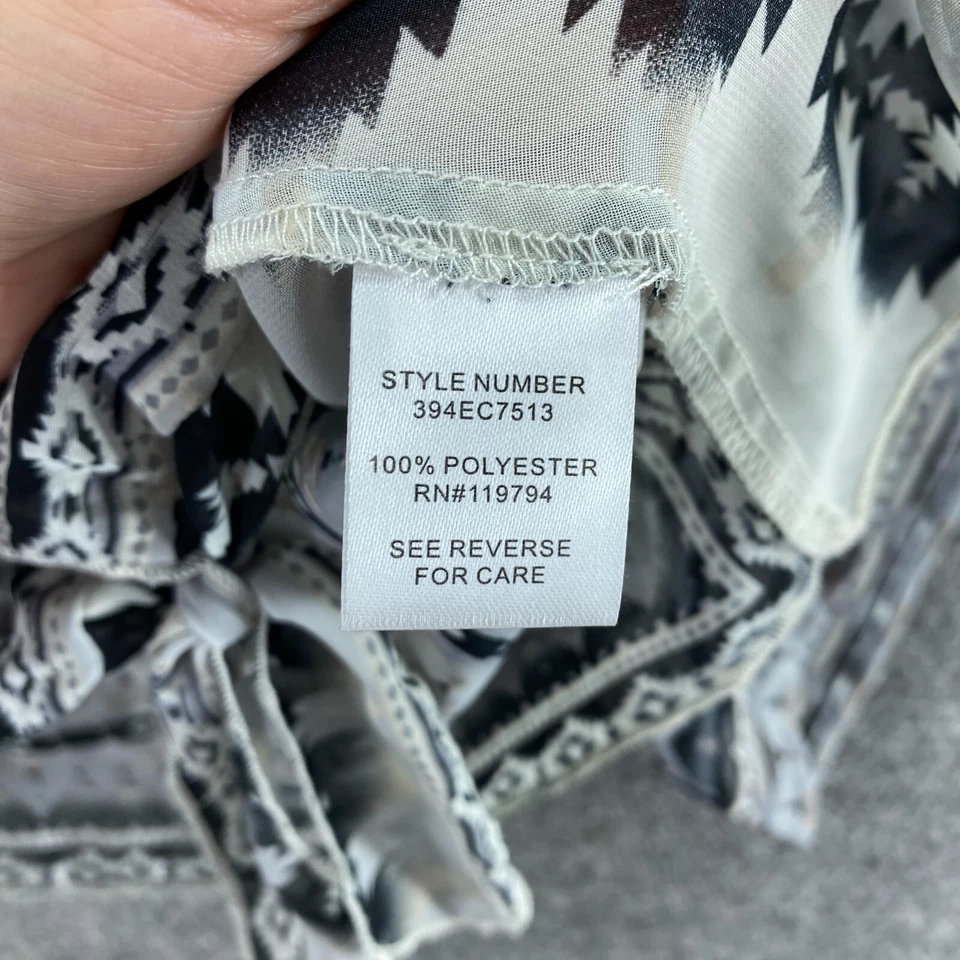 STYLE NUMBER
394EC7513
100% POLYESTER
RN#119794
SEE REVERSE
FOR CARE